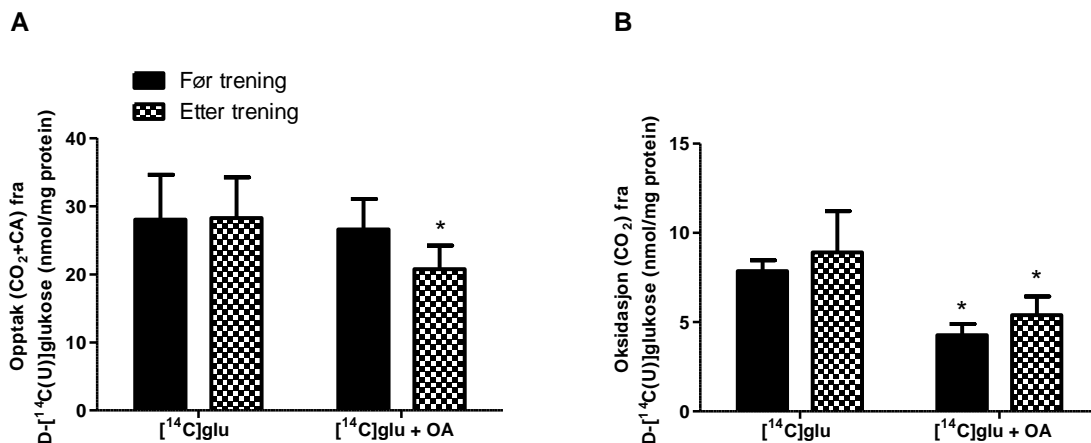 A
Før trening
Etter trening
Opptak (CO₂+CA) fra
D-[¹⁴C(U)]glukose (nmol/mg protein)
40
30
20
10
0
*
[¹⁴C]glu
[¹⁴C]glu + OA
B
Oksidasjon (CO₂) fra
D-[¹⁴C(U)]glukose (nmol/mg protein)
15
10
5
0
*
*
[¹⁴C]glu
[¹⁴C]glu + OA